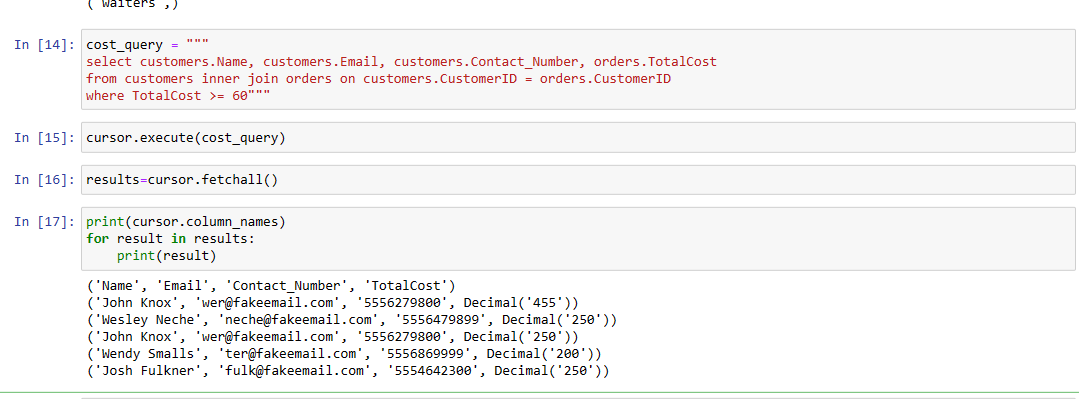 ( waiters ,)
In [14]: cost_query = """
select customers.Name, customers.Email, customers.Contact_Number, orders.TotalCost
from customers inner join orders on customers.CustomerID = orders.CustomerID
where TotalCost >= 60"""
In [15]: cursor.execute(cost_query)
In [16]: results=cursor.fetchall()
In [17]: print(cursor.column_names)
for result in results:
    print(result)
('Name', 'Email', 'Contact_Number', 'TotalCost')
('John Knox', 'wer@fakeemail.com', '5556279800', Decimal('455'))
('Wesley Neche', 'neche@fakeemail.com', '5556479899', Decimal('250'))
('John Knox', 'wer@fakeemail.com', '5556279800', Decimal('250'))
('Wendy Smalls', 'ter@fakeemail.com', '5556869999', Decimal('200'))
('Josh Fulkner', 'fulk@fakeemail.com', '5554642300', Decimal('250'))